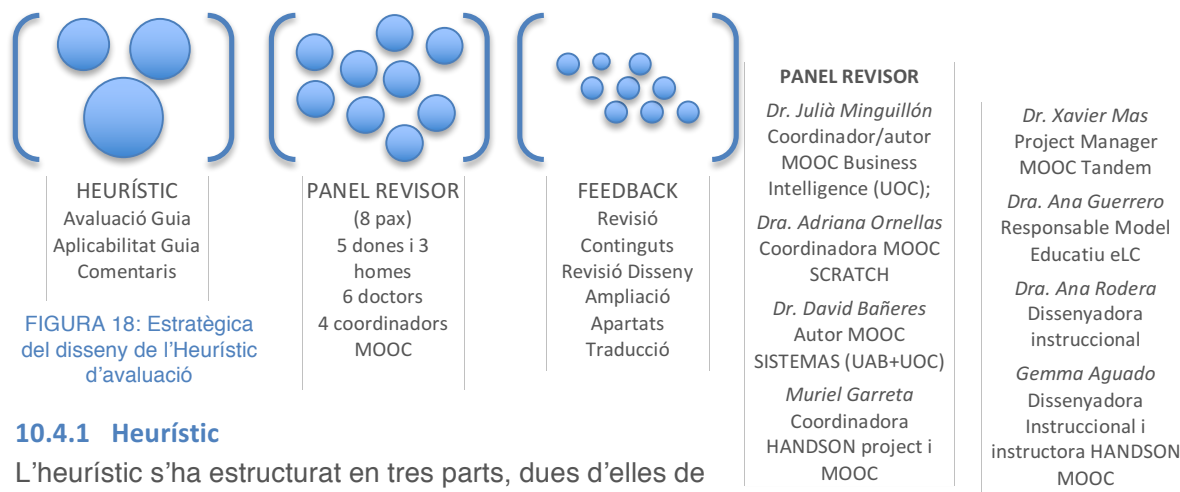 HEURÍSTIC
Avaluació Guia
Aplicabilitat Guia
Comentaris
FIGURA 18: Estratègica
del disseny de l'Heurístic
d'avaluació
PANEL REVISOR
(8 pax)
5 dones i 3
homes
6 doctors
4 coordinadors
MOOC
FEEDBACK
Revisió
Continguts
Revisió Disseny
Ampliació
Apartats
Traducció
PANEL REVISOR
Dr. Julià Minguillón
Coordinador/autor
MOOC Business
Intelligence (UOC);
Dra. Adriana Ornellas
Coordinadora MOOC
SCRATCH
Dr. David Bañeres
Autor MOOC
SISTEMAS (UAB+UOC)
Muriel Garreta
Coordinadora
HANDSON project i
MOOC
Dr. Xavier Mas
Project Manager
MOOC Tandem
Dra. Ana Guerrero
Responsable Model
Educatiu eLC
Dra. Ana Rodera
Dissenyadora
instruccional
Gemma Aguado
Dissenyadora
Instruccional i
instructora HANDSON
MOOC
10.4.1 Heurístic
L'heurístic s'ha estructurat en tres parts, dues d'elles de